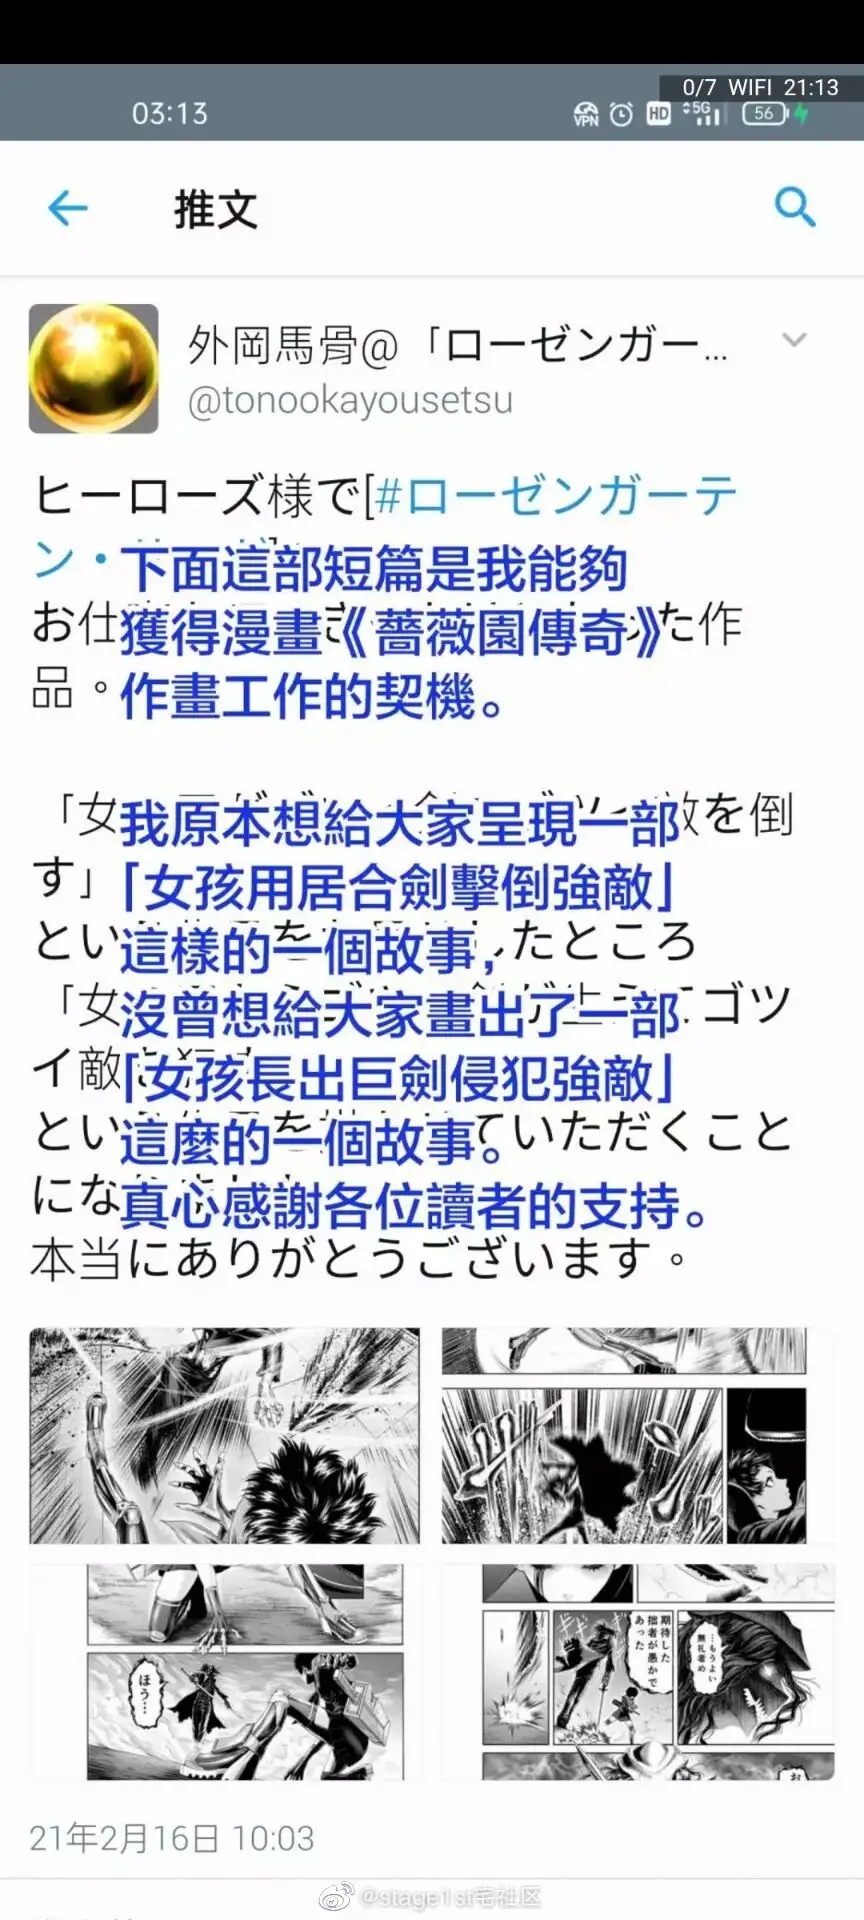 0/7 WIFI 21:13
03:13
VPN HD 5G 56
推文
外岡馬骨@「ローゼンガー...
@tonookayousetsu
ヒーローズ様で[#ローゼンガーテ
ン・
下面這部短篇是我能夠
お仕
獲得漫畫《薔薇園傳奇》
た作
品。
作畫工作的契機。
「女
我原本想給大家呈現一部
を倒
す」
「女孩用居合劍擊倒強敵」
とい
這樣的一個故事,
したところ
「女
沒曾想給大家畫出了一部
ゴツ
イ敵
「女孩長出巨劍侵犯強敵」
とい
這麼的一個故事。
ていただくこと
にな
真心感謝各位讀者的支持。
本当にありがとうございます。
ほう…
期待した
拙者が愚かで
あった
…もうよい
無礼者め
お
21年2月16日 10:03
@stage1st宅社区